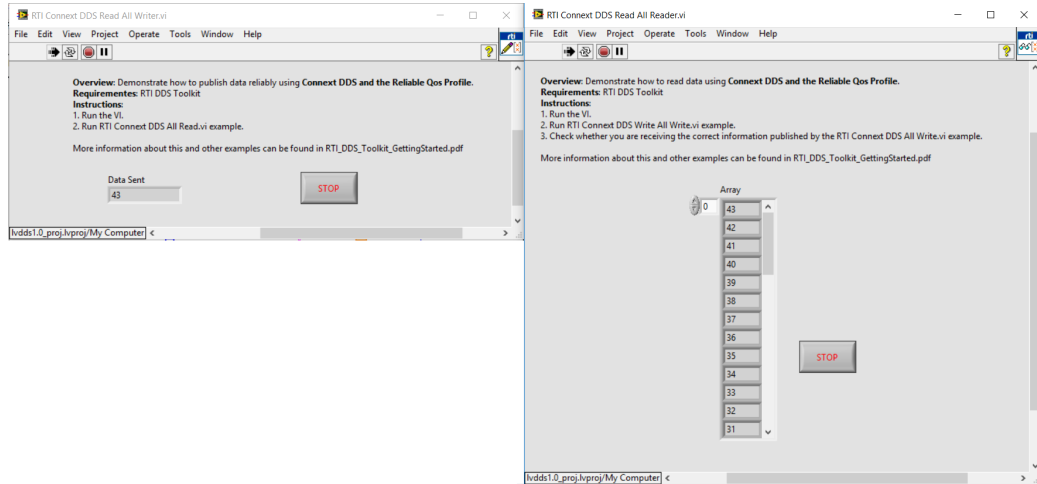 RTI Connext DDS Read All Writer.vi
File Edit View Project Operate Tools Window Help
rti
Overview: Demonstrate how to publish data reliably using Connext DDS and the Reliable Qos Profile.
Requirementes: RTI DDS Toolkit
Instructions:
1. Run the VI.
2. Run RTI Connext DDS All Read.vi example.
More information about this and other examples can be found in RTI_DDS_Toolkit_GettingStarted.pdf
Data Sent
43
STOP
lvdds1.0_proj.lvproj/My Computer
RTI Connext DDS Read All Reader.vi
File Edit View Project Operate Tools Window Help
rti
Overview: Demonstrate how to read data using Connext DDS and the Reliable Qos Profile.
Requirements: RTI DDS Toolkit
Instructions:
1. Run the VI.
2. Run RTI Connext DDS Write All Write.vi example.
3. Check whether you are receiving the correct information published by the RTI Connext DDS All Write.vi example.
More information about this and other examples can be found in RTI_DDS_Toolkit_GettingStarted.pdf
Array
0
43
42
41
40
39
38
37
36
35
34
33
32
31
STOP
lvdds1.0_proj.lvproj/My Computer